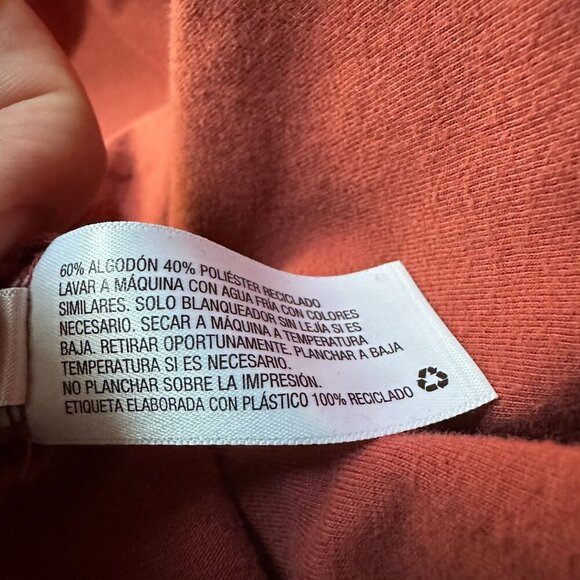 60% ALGODÓN 40% POLIÉSTER RECICLADO
LAVAR A MÁQUINA CON AGUA FRÍA CON COLORES
SIMILARES. SOLO BLANQUEADOR SIN LEJÍA SI ES
NECESARIO. SECAR A MÁQUINA A TEMPERATURA
BAJA. RETIRAR OPORTUNAMENTE. PLANCHAR A BAJA
TEMPERATURA SI ES NECESARIO.
NO PLANCHAR SOBRE LA IMPRESIÓN.
ETIQUETA ELABORADA CON PLÁSTICO 100% RECICLADO